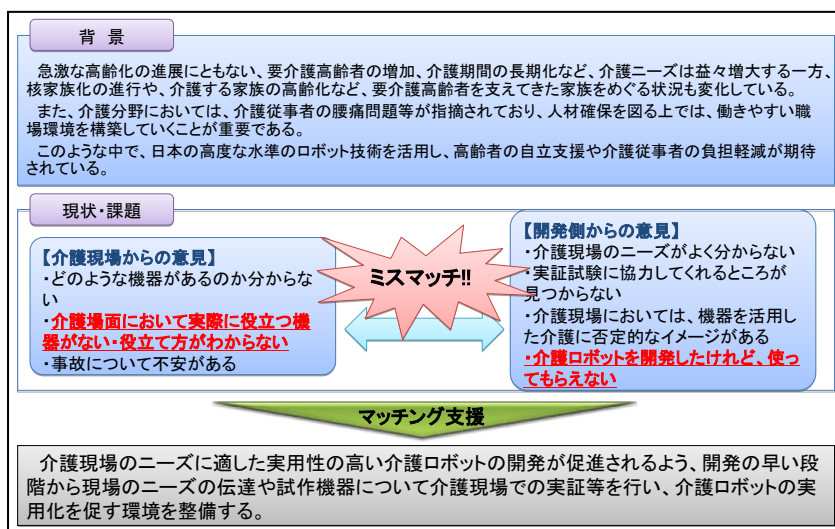 背 景
急激な高齢化の進展にともない、要介護高齢者の増加、介護期間の長期化など、介護ニーズは益々増大する一方、
核家族化の進行や、介護する家族の高齢化など、要介護高齢者を支えてきた家族をめぐる状況も変化している。
また、介護分野においては、介護従事者の腰痛問題等が指摘されており、人材確保を図る上では、働きやすい職
場環境を構築していくことが重要である。
このような中で、日本の高度な水準のロボット技術を活用し、高齢者の自立支援や介護従事者の負担軽減が期待
されている。
現状・課題
【介護現場からの意見】
・どのような機器があるのか分からな
い
・介護場面において実際に役立つ機
器がない・役立て方がわからない
・事故について不安がある
ミスマッチ!!
【開発側からの意見】
・介護現場のニーズがよく分からない
・実証試験に協力してくれるところが
見つからない
・介護現場においては、機器を活用し
た介護に否定的なイメージがある
・介護ロボットを開発したけれど、使っ
てもらえない
マッチング支援
介護現場のニーズに適した実用性の高い介護ロボットの開発が促進されるよう、開発の早い段
階から現場のニーズの伝達や試作機器について介護現場での実証等を行い、介護ロボットの実
用化を促す環境を整備する。